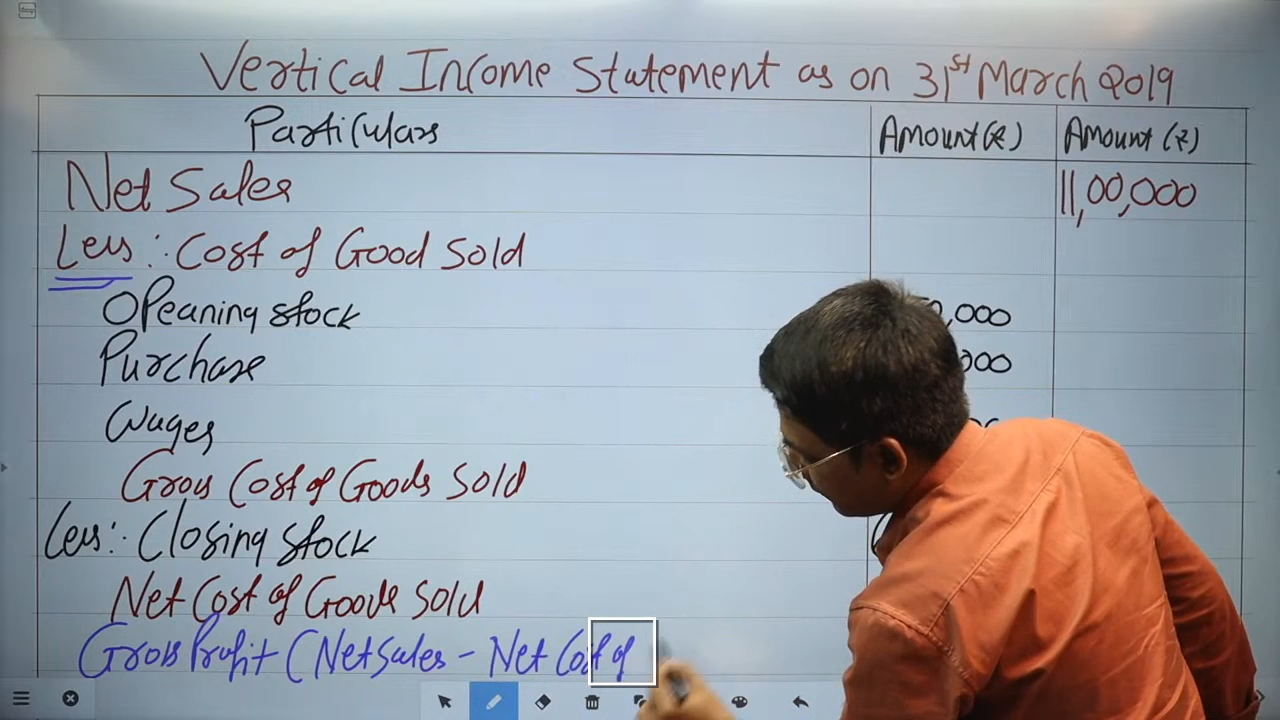 Vertical Income Statement as on 31st March 2019
Particulars Amount (₹) Amount (₹)
Net Sales 11,00,000
Less: Cost of Good Sold
Opeaning stock ,000
Purchase 000
Wages
Gross Cost of Goods Sold
Less: Closing stock
Net Cost of Goods Sold
Gross Profit (Net Sales - Net Cost of